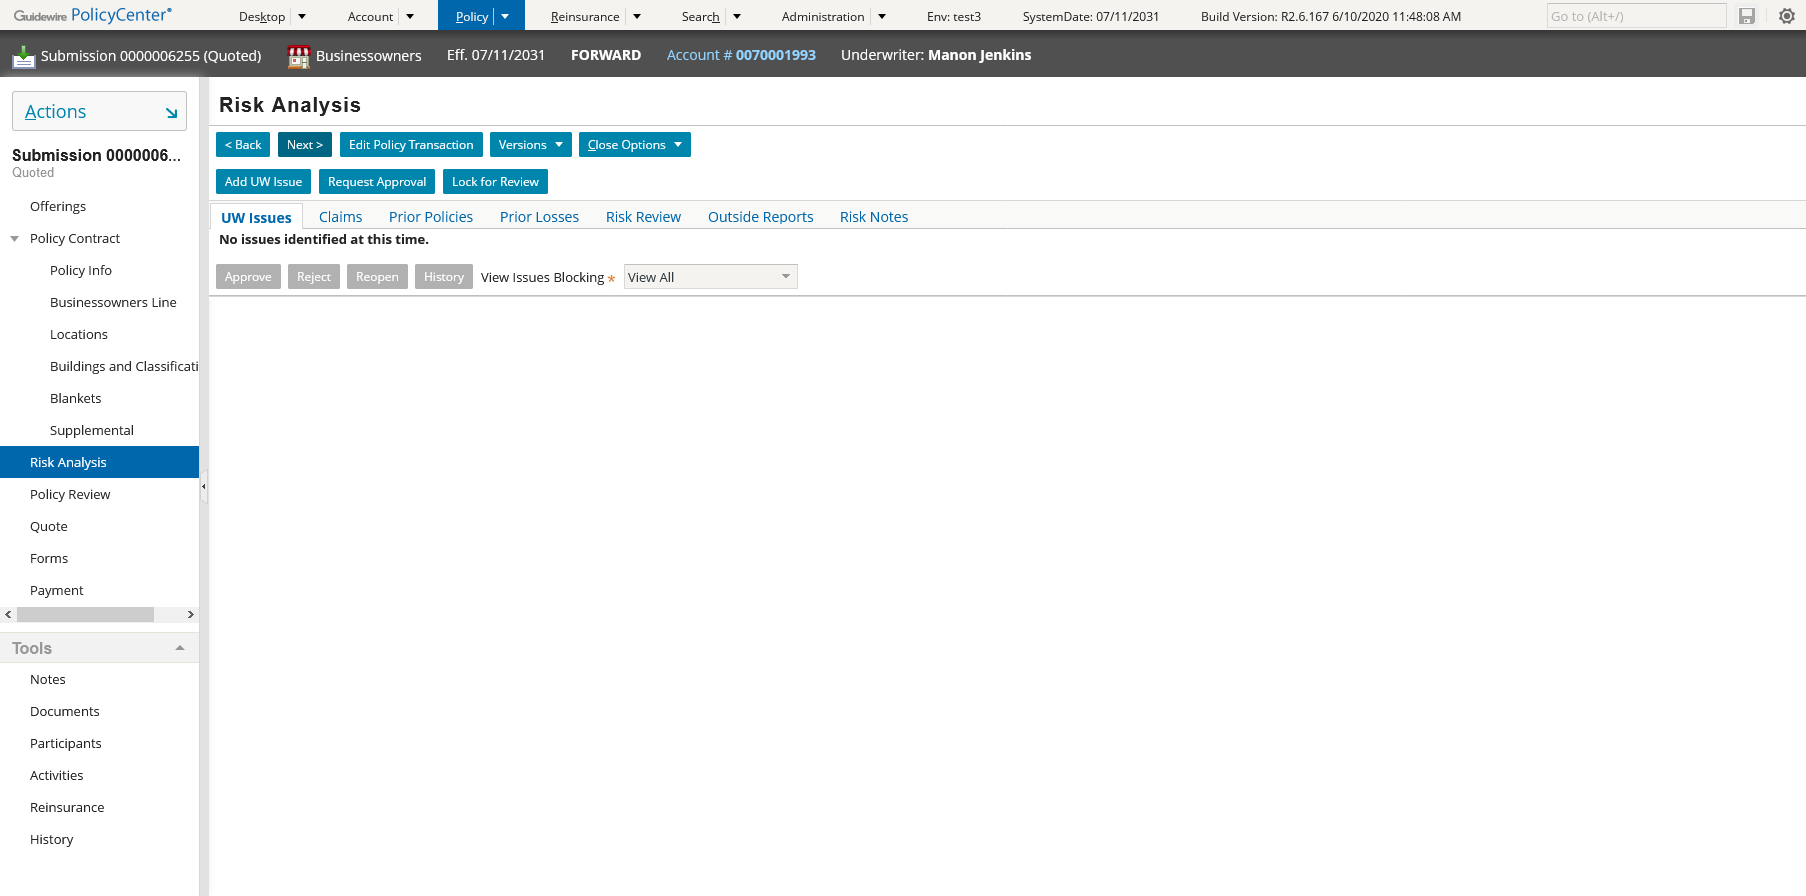 Guidewire PolicyCenter® Desktop Account Policy Reinsurance Search Administration Env: test3 SystemDate: 07/11/2031 Build Version: R2.6.167 6/10/2020 11:48:08 AM Go to (Alt+/)
Submission 0000006255 (Quoted) Businessowners Eff. 07/11/2031 FORWARD Account # 0070001993 Underwriter: Manon Jenkins
Actions
Submission 0000006...
Quoted
Offerings
Policy Contract
Policy Info
Businessowners Line
Locations
Buildings and Classificati
Blankets
Supplemental
Risk Analysis
Policy Review
Quote
Forms
Payment
Tools
Notes
Documents
Participants
Activities
Reinsurance
History
Risk Analysis
< Back Next > Edit Policy Transaction Versions Close Options
Add UW Issue Request Approval Lock for Review
UW Issues Claims Prior Policies Prior Losses Risk Review Outside Reports Risk Notes
No issues identified at this time.
Approve Reject Reopen History View Issues Blocking * View All